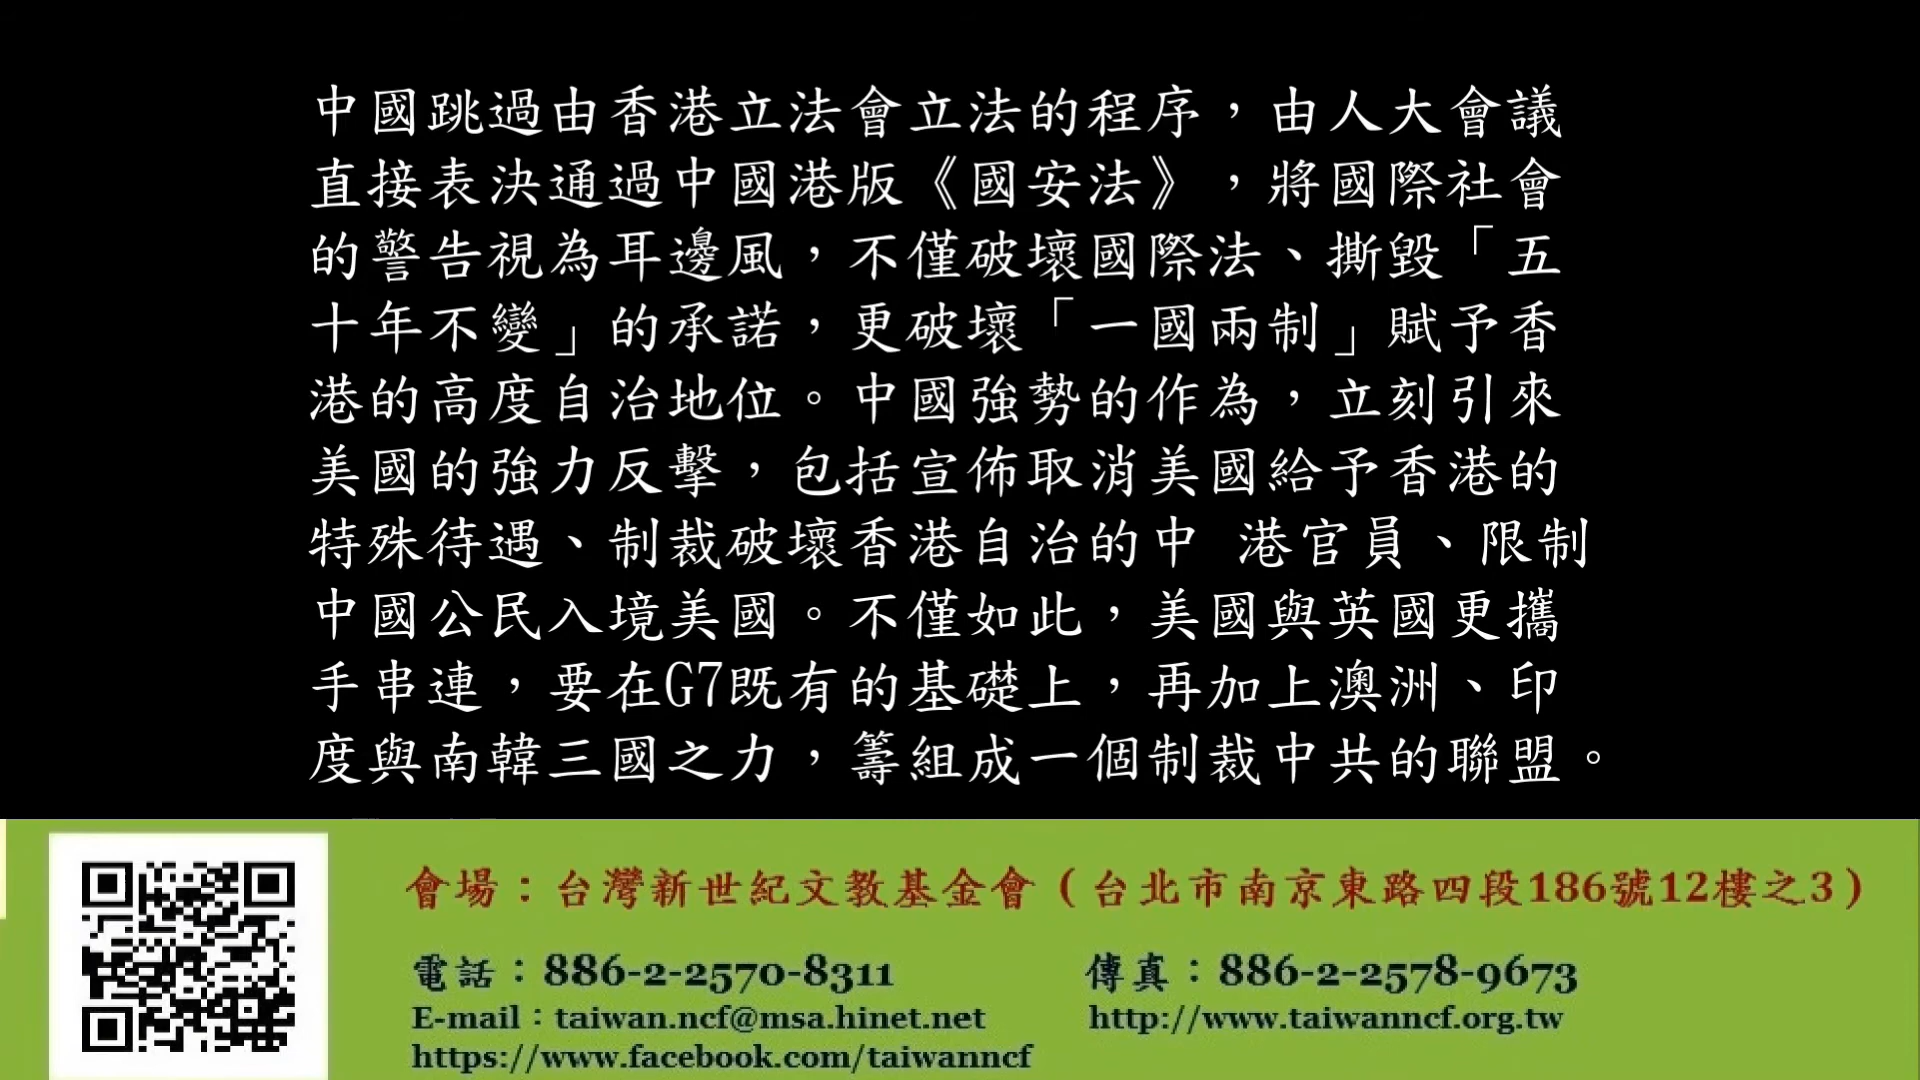 中國跳過由香港立法會立法的程序，由人大會議
直接表決通過中國港版《國安法》，將國際社會
的警告視為耳邊風，不僅破壞國際法、撕毀「五
十年不變」的承諾，更破壞「一國兩制」賦予香
港的高度自治地位。中國強勢的作為，立刻引來
美國的強力反擊，包括宣佈取消美國給予香港的
特殊待遇、制裁破壞香港自治的中 港官員、限制
中國公民入境美國。不僅如此，美國與英國更攜
手串連，要在G7既有的基礎上，再加上澳洲、印
度與南韓三國之力，籌組成一個制裁中共的聯盟。
會場：台灣新世紀文教基金會（台北市南京東路四段186號12樓之3）
電話：886-2-2570-8311 傳真：886-2-2578-9673
E-mail：taiwan.ncf@msa.hinet.net http://www.taiwanncf.org.tw
https://www.facebook.com/taiwanncf